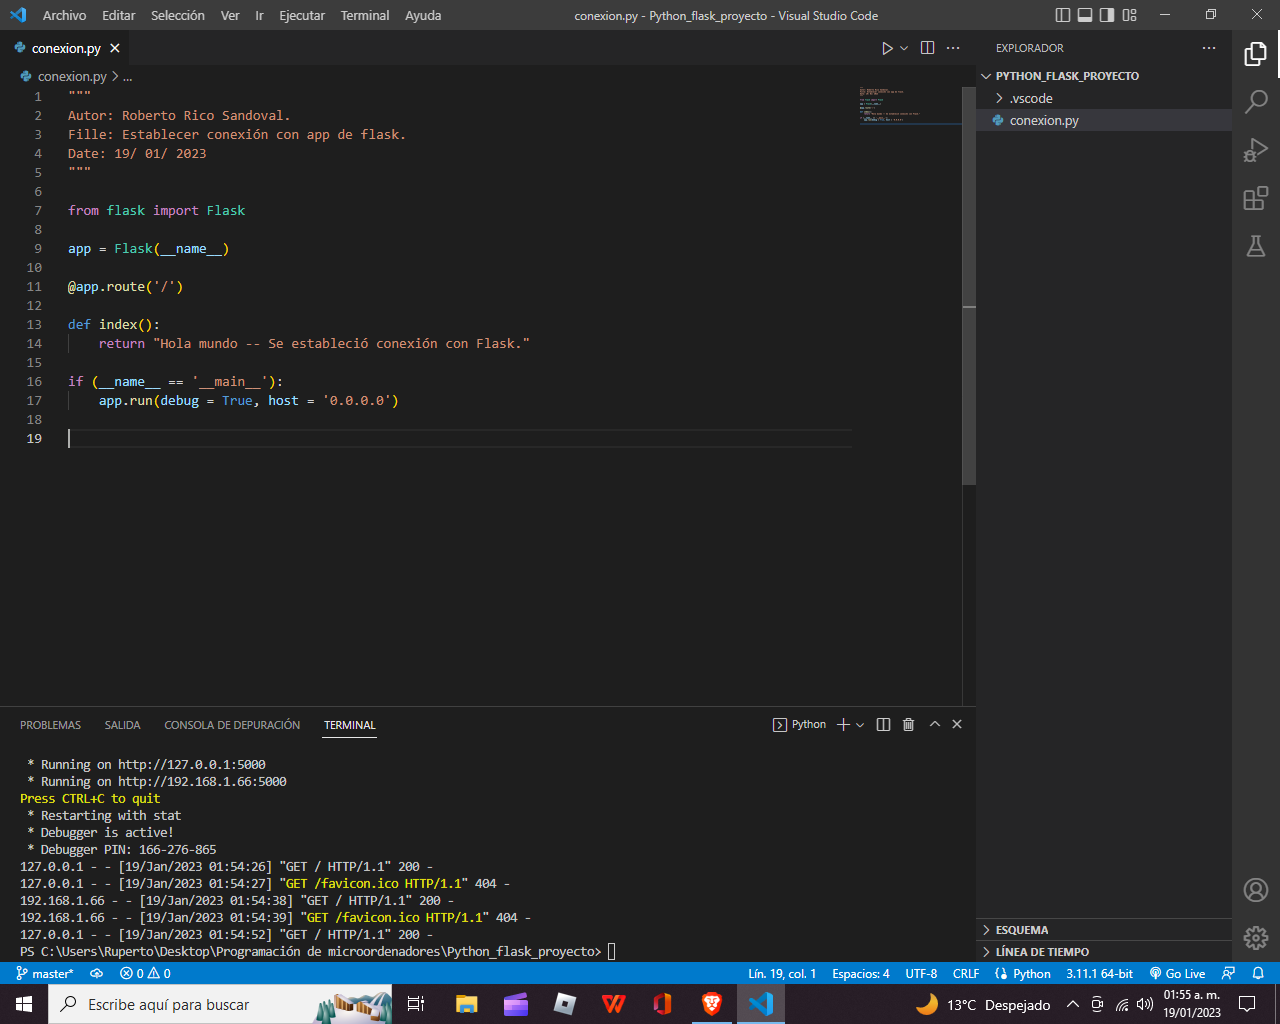 Archivo Editar Selección Ver Ir Ejecutar Terminal Ayuda
conexion.py - Python_flask_proyecto - Visual Studio Code
conexion.py
conexion.py > ...
1 """
2 Autor: Roberto Rico Sandoval.
3 Fille: Establecer conexión con app de flask.
4 Date: 19/ 01/ 2023
5 """
6
7 from flask import Flask
8
9 app = Flask(__name__)
10
11 @app.route('/')
12
13 def index():
14 return "Hola mundo -- Se estableció conexión con Flask."
15
16 if (__name__ == '__main__'):
17 app.run(debug = True, host = '0.0.0.0')
18
19
EXPLORADOR
PYTHON_FLASK_PROYECTO
.vscode
conexion.py
PROBLEMAS SALIDA CONSOLA DE DEPURACIÓN TERMINAL
Python
* Running on http://127.0.0.1:5000
* Running on http://192.168.1.66:5000
Press CTRL+C to quit
* Restarting with stat
* Debugger is active!
* Debugger PIN: 166-276-865
127.0.0.1 - - [19/Jan/2023 01:54:26] "GET / HTTP/1.1" 200 -
127.0.0.1 - - [19/Jan/2023 01:54:27] "GET /favicon.ico HTTP/1.1" 404 -
192.168.1.66 - - [19/Jan/2023 01:54:38] "GET / HTTP/1.1" 200 -
192.168.1.66 - - [19/Jan/2023 01:54:39] "GET /favicon.ico HTTP/1.1" 404 -
127.0.0.1 - - [19/Jan/2023 01:54:52] "GET / HTTP/1.1" 200 -
PS C:\Users\Ruperto\Desktop\Programación de microordenadores\Python_flask_proyecto>
ESQUEMA
LÍNEA DE TIEMPO
master* 0 0 Lín. 19, col. 1 Espacios: 4 UTF-8 CRLF Python 3.11.1 64-bit Go Live
Escribe aquí para buscar
13°C Despejado
01:55 a. m.
19/01/2023